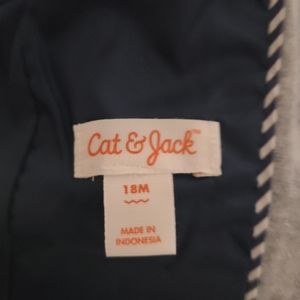 Cat & Jack™
18M
MADE IN
INDONESIA